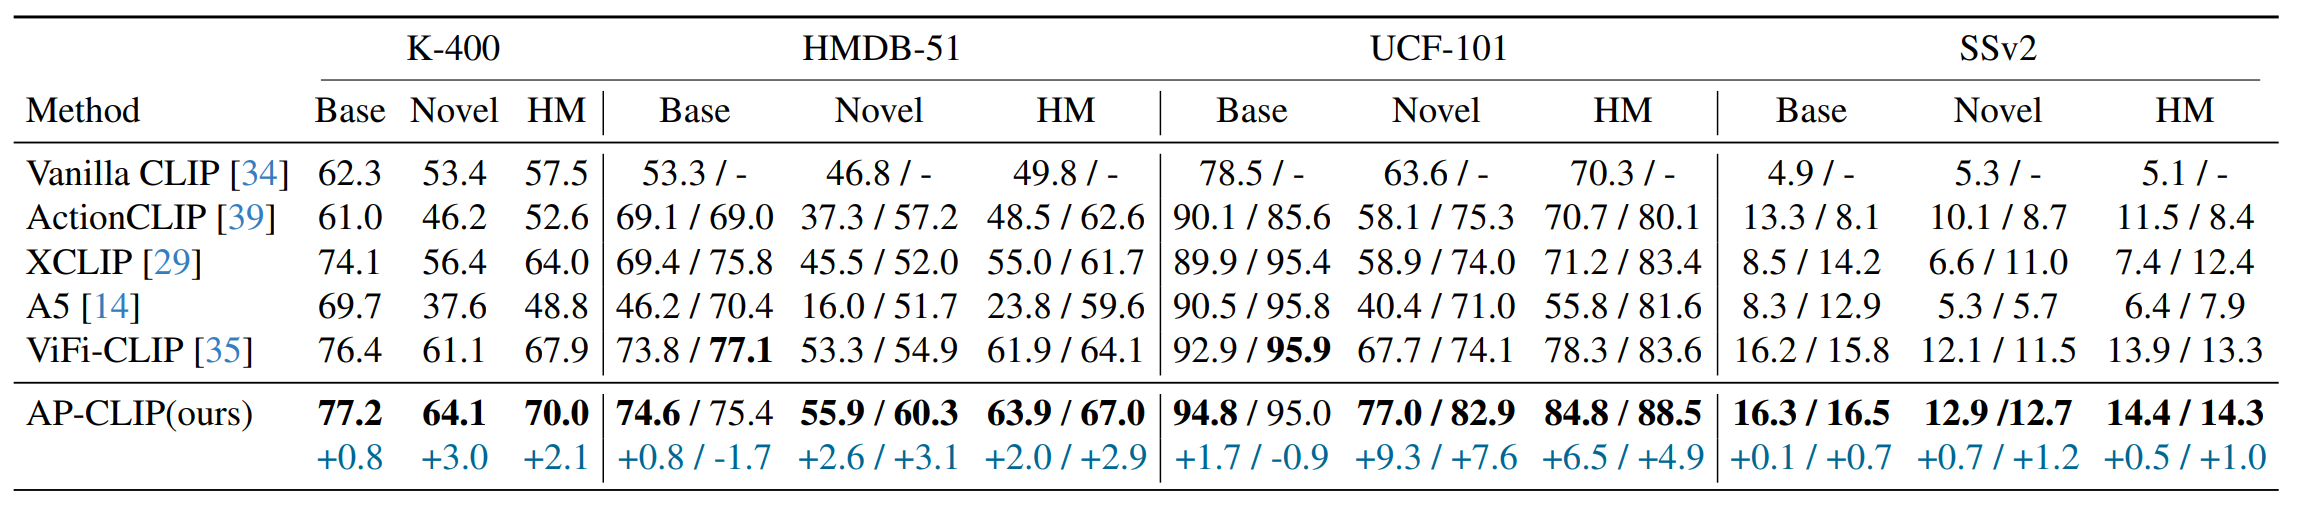 K-400 HMDB-51 UCF-101 SSv2
Method Base Novel HM Base Novel HM Base Novel HM Base Novel HM
Vanilla CLIP [34] 62.3 53.4 57.5 53.3 / - 46.8 / - 49.8 / - 78.5 / - 63.6 / - 70.3 / - 4.9 / - 5.3 / - 5.1 / -
ActionCLIP [39] 61.0 46.2 52.6 69.1 / 69.0 37.3 / 57.2 48.5 / 62.6 90.1 / 85.6 58.1 / 75.3 70.7 / 80.1 13.3 / 8.1 10.1 / 8.7 11.5 / 8.4
XCLIP [29] 74.1 56.4 64.0 69.4 / 75.8 45.5 / 52.0 55.0 / 61.7 89.9 / 95.4 58.9 / 74.0 71.2 / 83.4 8.5 / 14.2 6.6 / 11.0 7.4 / 12.4
A5 [14] 69.7 37.6 48.8 46.2 / 70.4 16.0 / 51.7 23.8 / 59.6 90.5 / 95.8 40.4 / 71.0 55.8 / 81.6 8.3 / 12.9 5.3 / 5.7 6.4 / 7.9
ViFi-CLIP [35] 76.4 61.1 67.9 73.8 / 77.1 53.3 / 54.9 61.9 / 64.1 92.9 / 95.9 67.7 / 74.1 78.3 / 83.6 16.2 / 15.8 12.1 / 11.5 13.9 / 13.3
AP-CLIP(ours) 77.2 64.1 70.0 74.6 / 75.4 55.9 / 60.3 63.9 / 67.0 94.8 / 95.0 77.0 / 82.9 84.8 / 88.5 16.3 / 16.5 12.9 /12.7 14.4 / 14.3
+0.8 +3.0 +2.1 +0.8 / -1.7 +2.6 / +3.1 +2.0 / +2.9 +1.7 / -0.9 +9.3 / +7.6 +6.5 / +4.9 +0.1 / +0.7 +0.7 / +1.2 +0.5 / +1.0